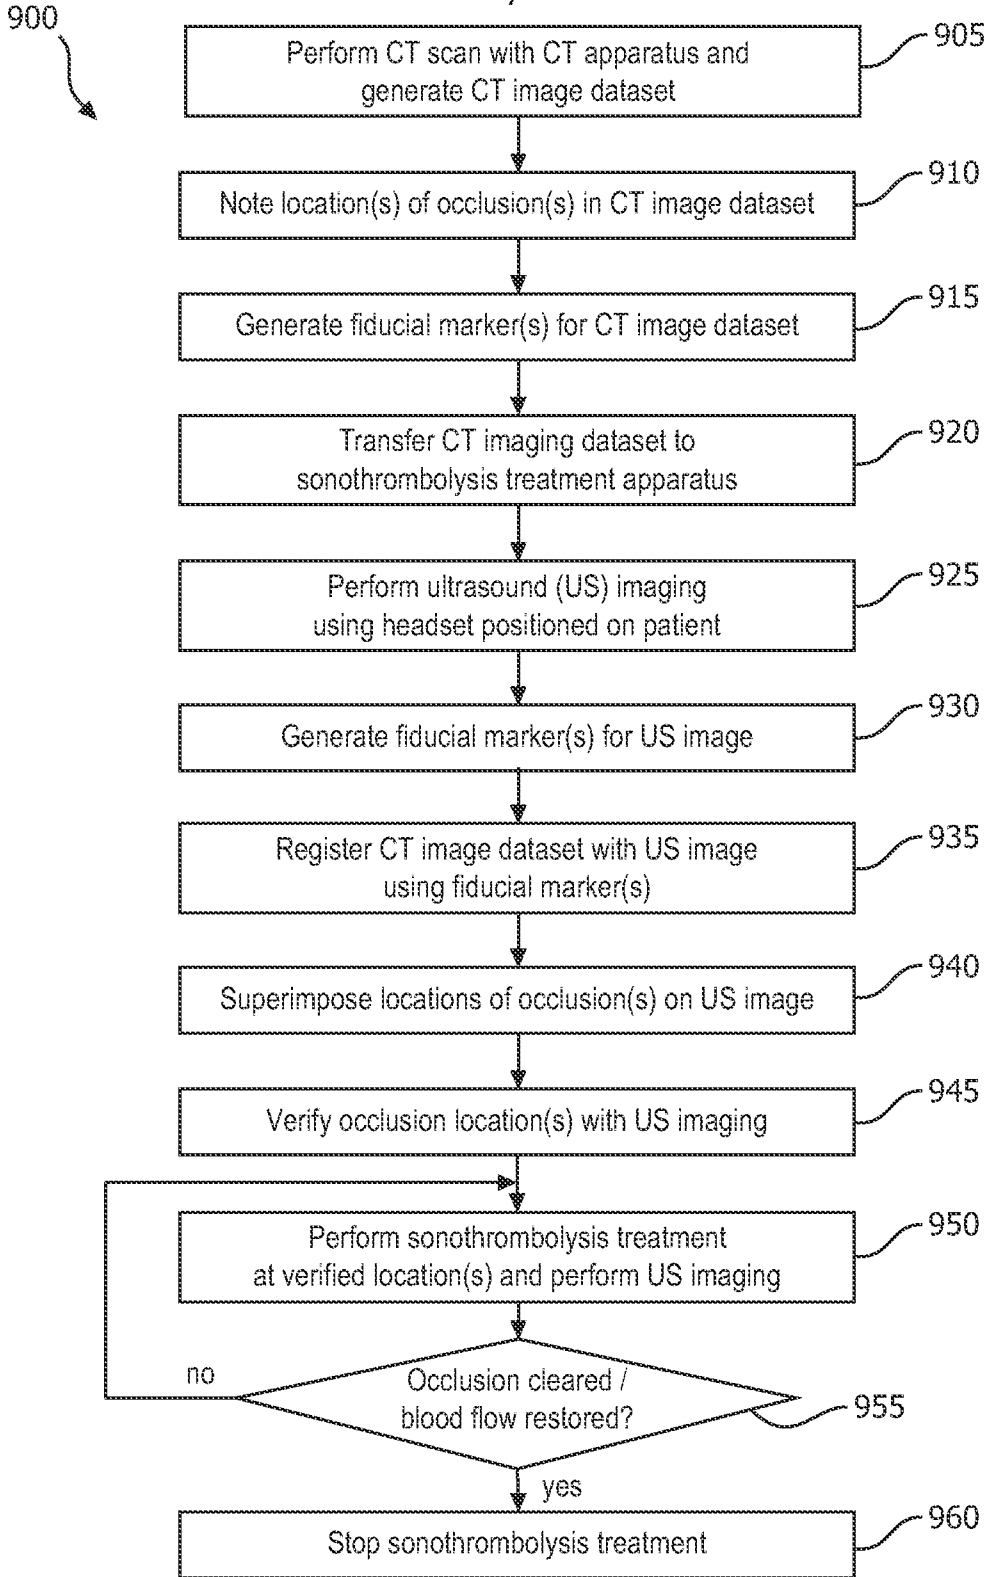 900
Perform CT scan with CT apparatus and
generate CT image dataset
905
Note location(s) of occlusion(s) in CT image dataset
910
Generate fiducial marker(s) for CT image dataset
915
Transfer CT imaging dataset to
sonothrombolysis treatment apparatus
920
Perform ultrasound (US) imaging
using headset positioned on patient
925
Generate fiducial marker(s) for US image
930
Register CT image dataset with US image
using fiducial marker(s)
935
Superimpose locations of occlusion(s) on US image
940
Verify occlusion location(s) with US imaging
945
Perform sonothrombolysis treatment
at verified location(s) and perform US imaging
950
no
Occlusion cleared /
blood flow restored?
955
yes
Stop sonothrombolysis treatment
960